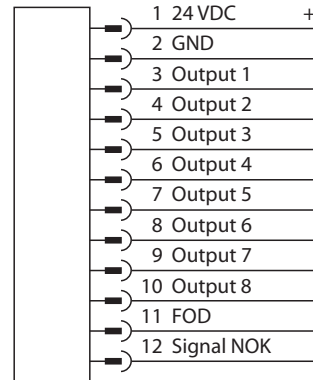 1 24 VDC +
2 GND
3 Output 1
4 Output 2
5 Output 3
6 Output 4
7 Output 5
8 Output 6
9 Output 7
10 Output 8
11 FOD
12 Signal NOK